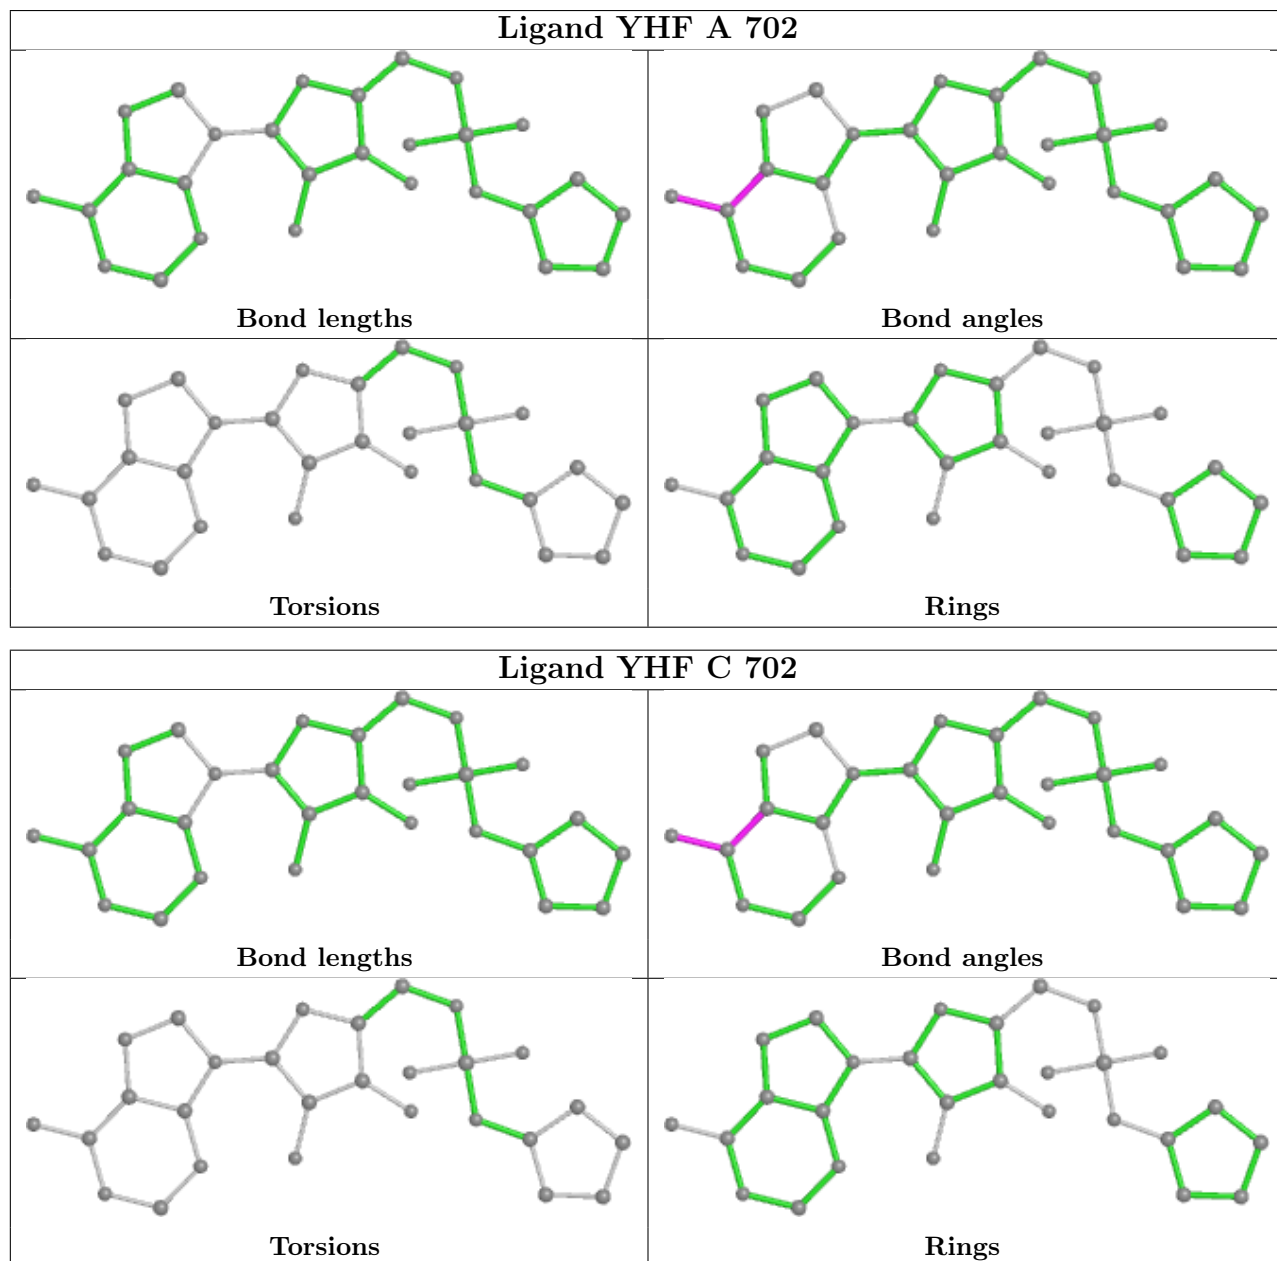 Ligand YHF A 702
Bond lengths
Bond angles
Torsions
Rings
Ligand YHF C 702
Bond lengths
Bond angles
Torsions
Rings